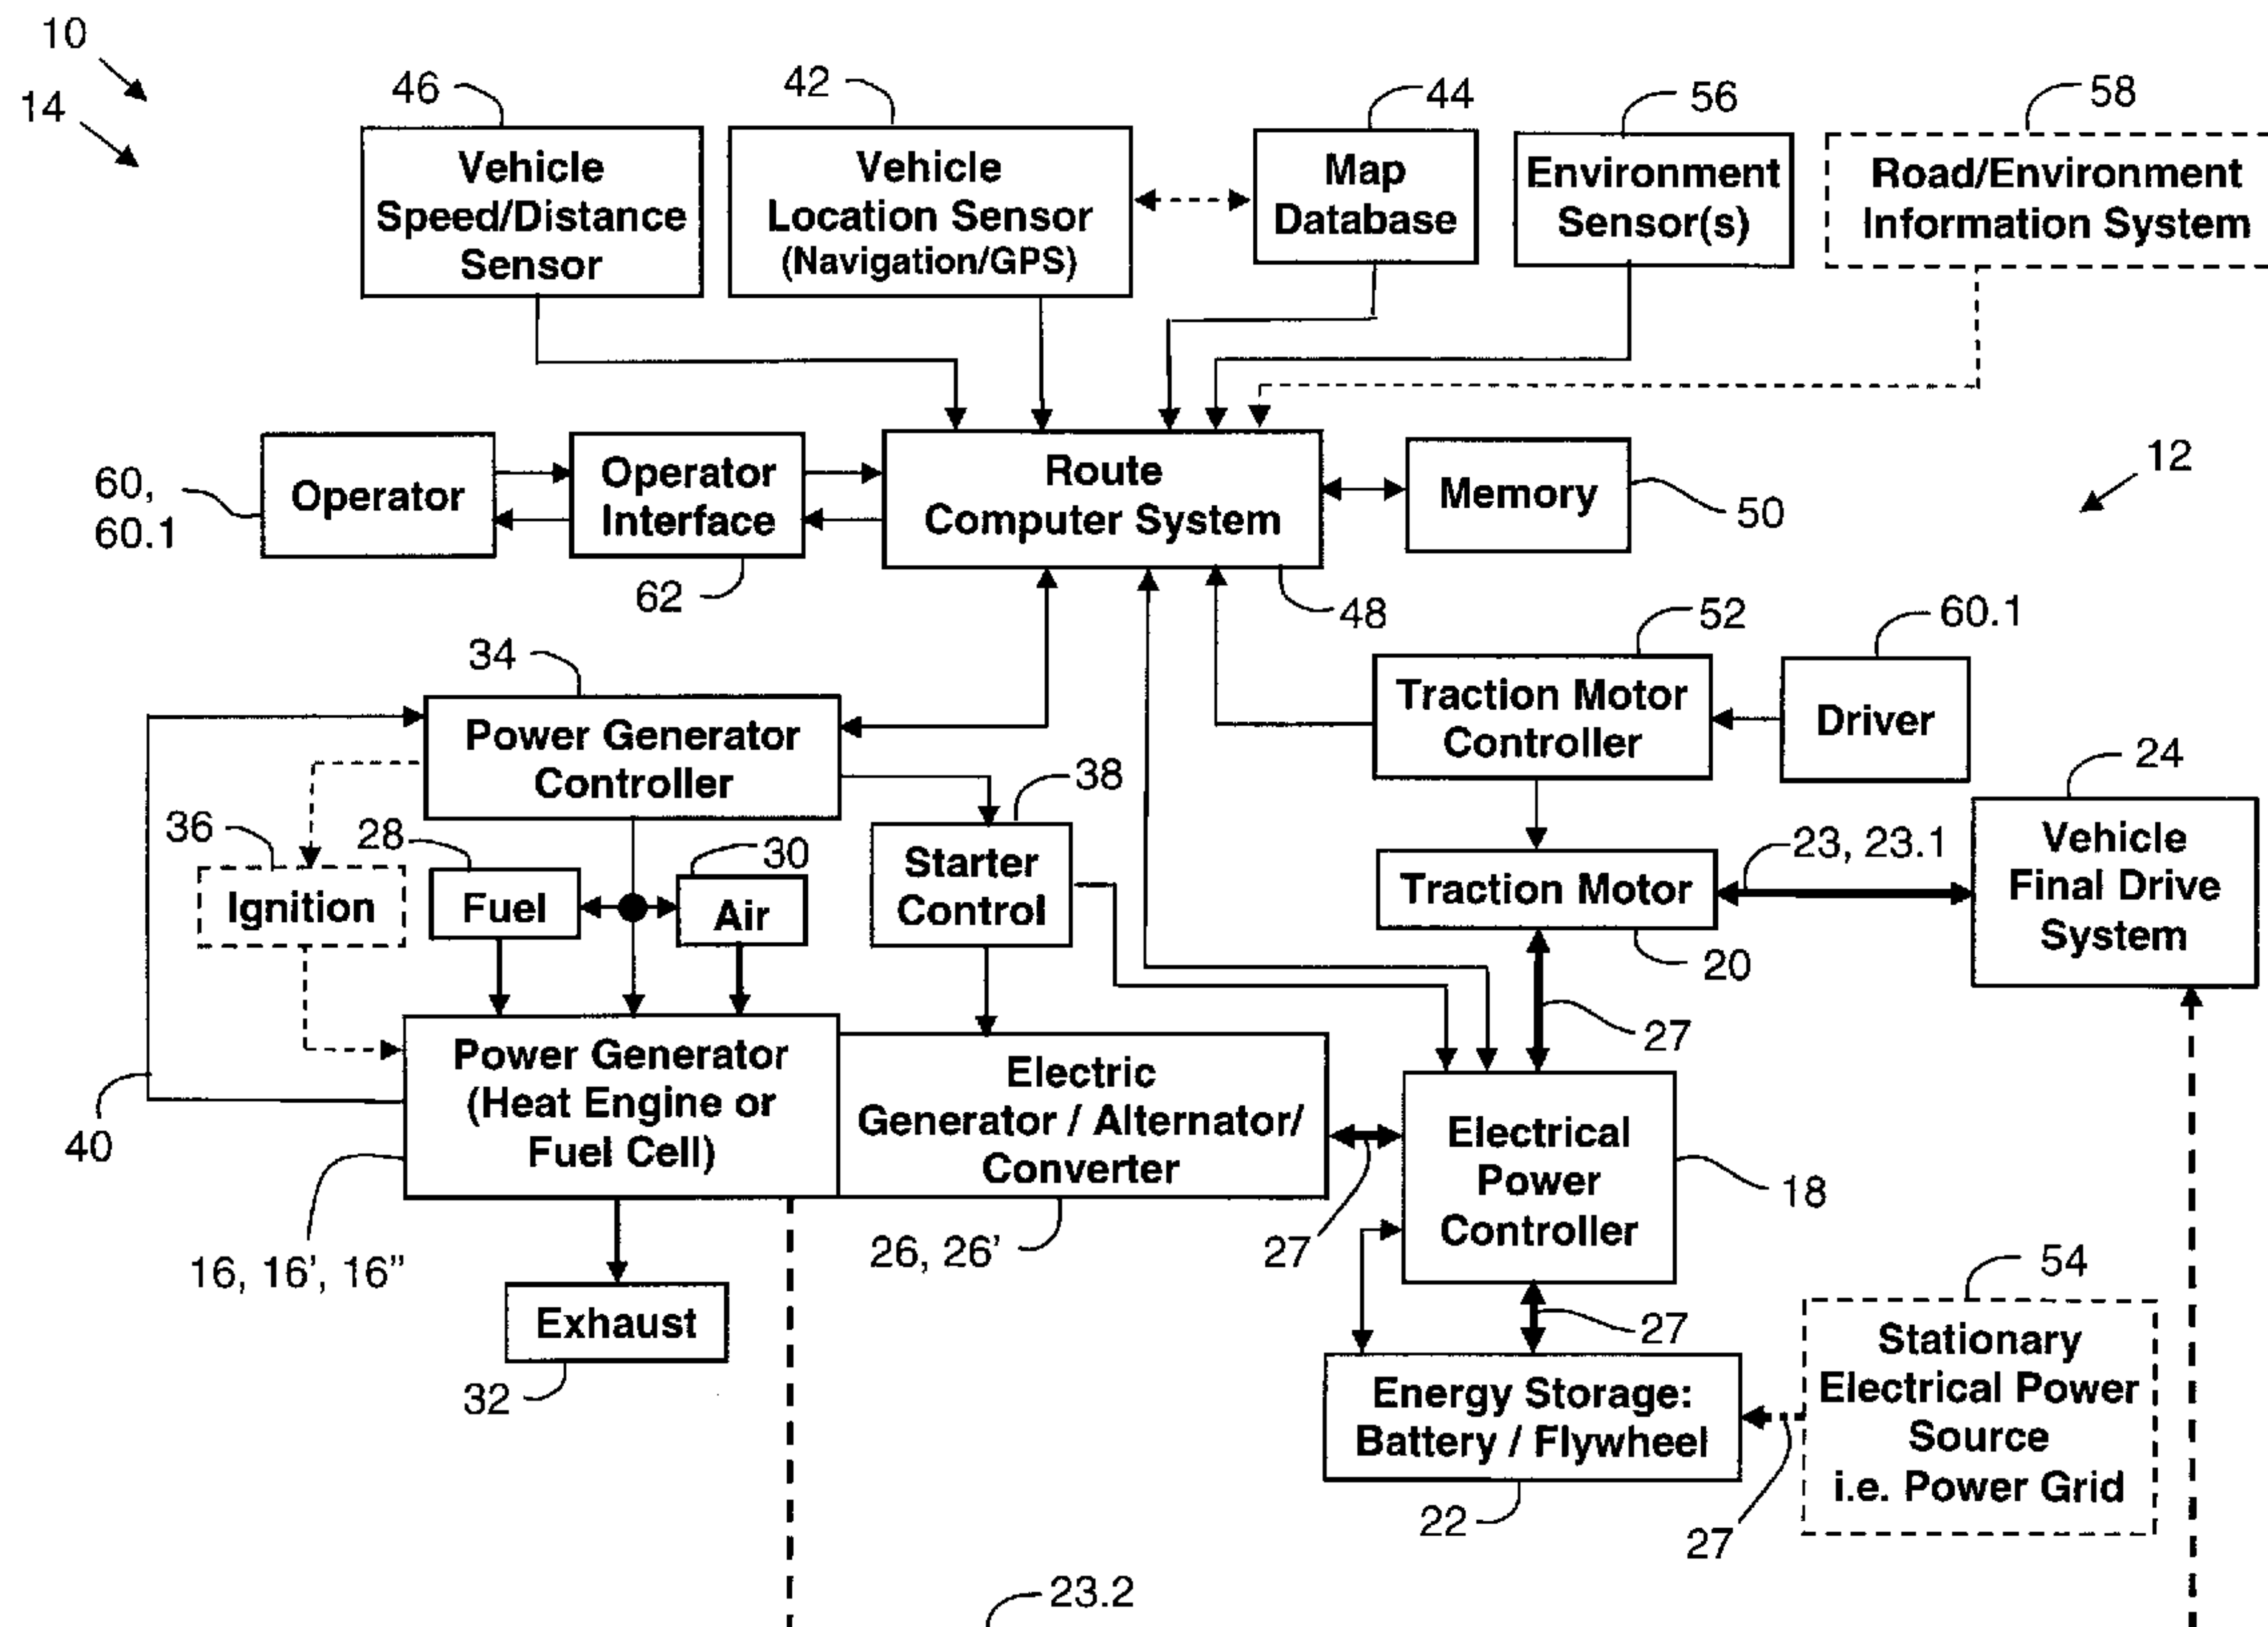 10
14
46
42
44
56
58
Vehicle
Speed/Distance
Sensor
Vehicle
Location Sensor
(Navigation/GPS)
Map
Database
Environment
Sensor(s)
Road/Environment
Information System
60,
60.1
Operator
Operator
Interface
62
Route
Computer System
48
Memory
50
12
34
Power Generator
Controller
52
Traction Motor
Controller
60.1
Driver
24
Vehicle
Final Drive
System
38
Starter
Control
36
Ignition
28
Fuel
30
Air
Traction Motor
23, 23.1
20
27
40
Power Generator
(Heat Engine or
Fuel Cell)
16, 16’, 16”
Electric
Generator / Alternator/
Converter
26, 26’
27
Electrical
Power
Controller
18
Exhaust
32
27
Energy Storage:
Battery / Flywheel
22
54
Stationary
Electrical Power
Source
i.e. Power Grid
27
23.2